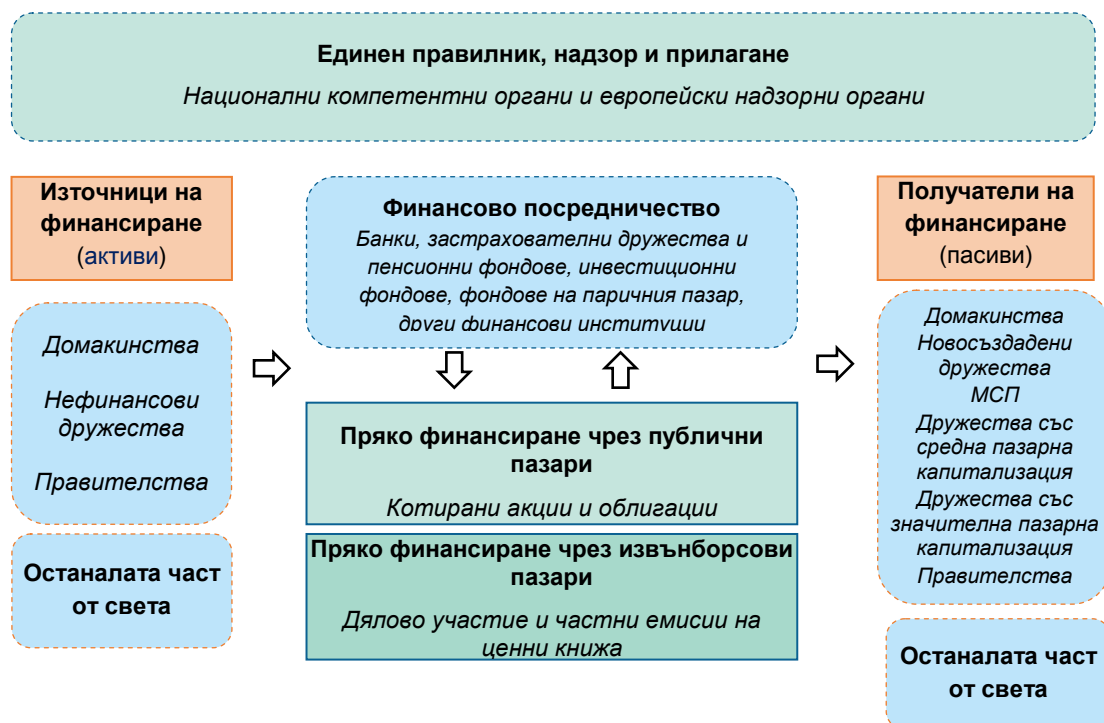 Единен правилник, надзор и прилагане
Национални компетентни органи и европейски надзорни органи
Източници на
финансиране
(активи)
Домакинства
Нефинансови
дружества
Правителства
Останалата част
от света
Финансово посредничество
Банки, застрахователни дружества и
пенсионни фондове, инвестиционни
фондове, фондове на паричния пазар,
други финансови институции
Пряко финансиране чрез публични
пазари
Котирани акции и облигации
Пряко финансиране чрез извънборсови
пазари
Дялово участие и частни емисии на
ценни книжа
Получатели на
финансиране
(пасиви)
Домакинства
Новосъздадени
дружества
МСП
Дружества със
средна пазарна
капитализация
Дружества със
значителна пазарна
капитализация
Правителства
Останалата част
от света